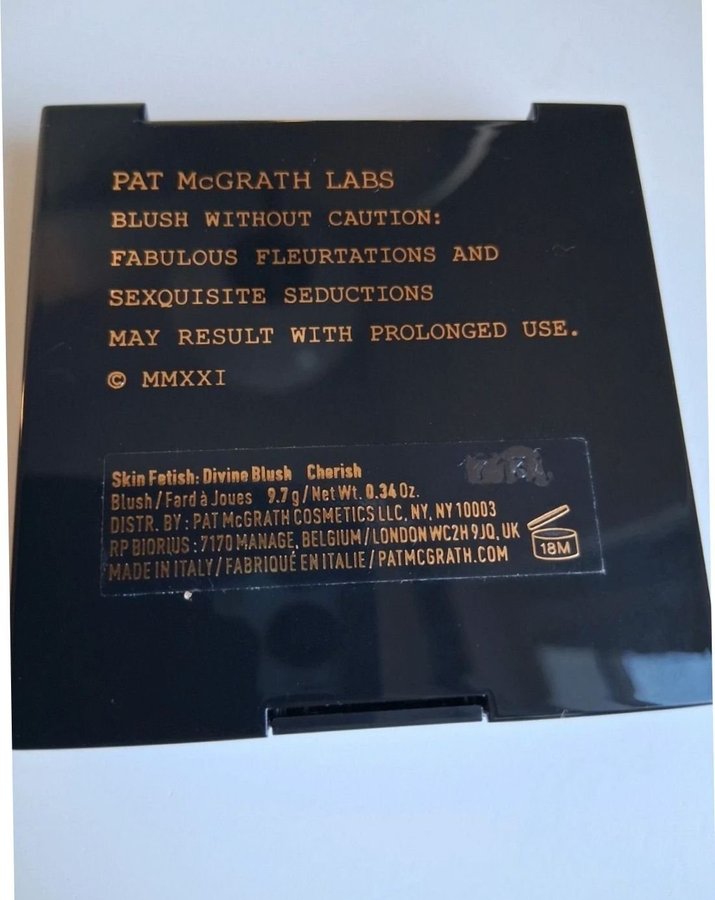 PAT McGRATH LABS
BLUSH WITHOUT CAUTION:
FABULOUS FLEURTATIONS AND
SEXQUISITE SEDUCTIONS
MAY RESULT WITH PROLONGED USE.
© MMXXI
Skin Fetish: Divine Blush Cherish
Blush / Fard à Joues 9.7 g / Net Wt. 0.34 Oz.
DISTR. BY : PAT McGRATH COSMETICS LLC, NY, NY 10003
RP BIORIUS : 7170 MANAGE, BELGIUM / LONDON WC2H 9JQ, UK
MADE IN ITALY / FABRIQUÉ EN ITALIE / PATMCGRATH.COM
18M